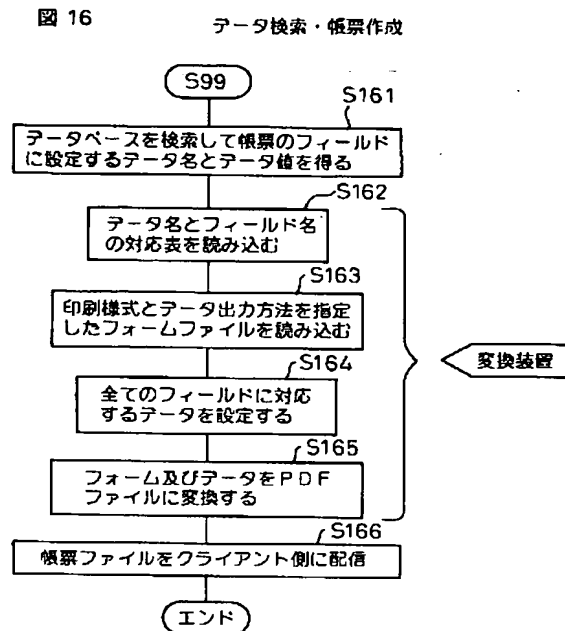 図 16
データ検索・帳票作成
S99
S161
データベースを検索して帳票のフィールド
に設定するデータ名とデータ値を得る
S162
データ名とフィールド名
の対応表を読み込む
S163
印刷様式とデータ出力方法を指定
したフォームファイルを読み込む
変換装置
S164
全てのフィールドに対応
するデータを設定する
S165
フォーム及びデータをPDF
ファイルに変換する
S166
帳票ファイルをクライアント側に配信
エンド